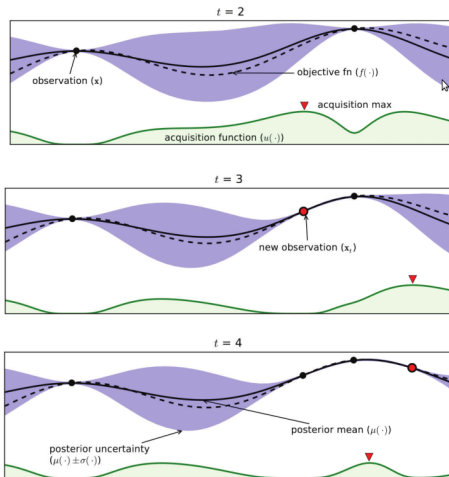 t = 2
observation (x)
objective fn (f(·))
acquisition max
acquisition function (u(·))
t = 3
new observation (xₜ)
t = 4
posterior mean (μ(·))
posterior uncertainty
(μ(·) ±σ(·))